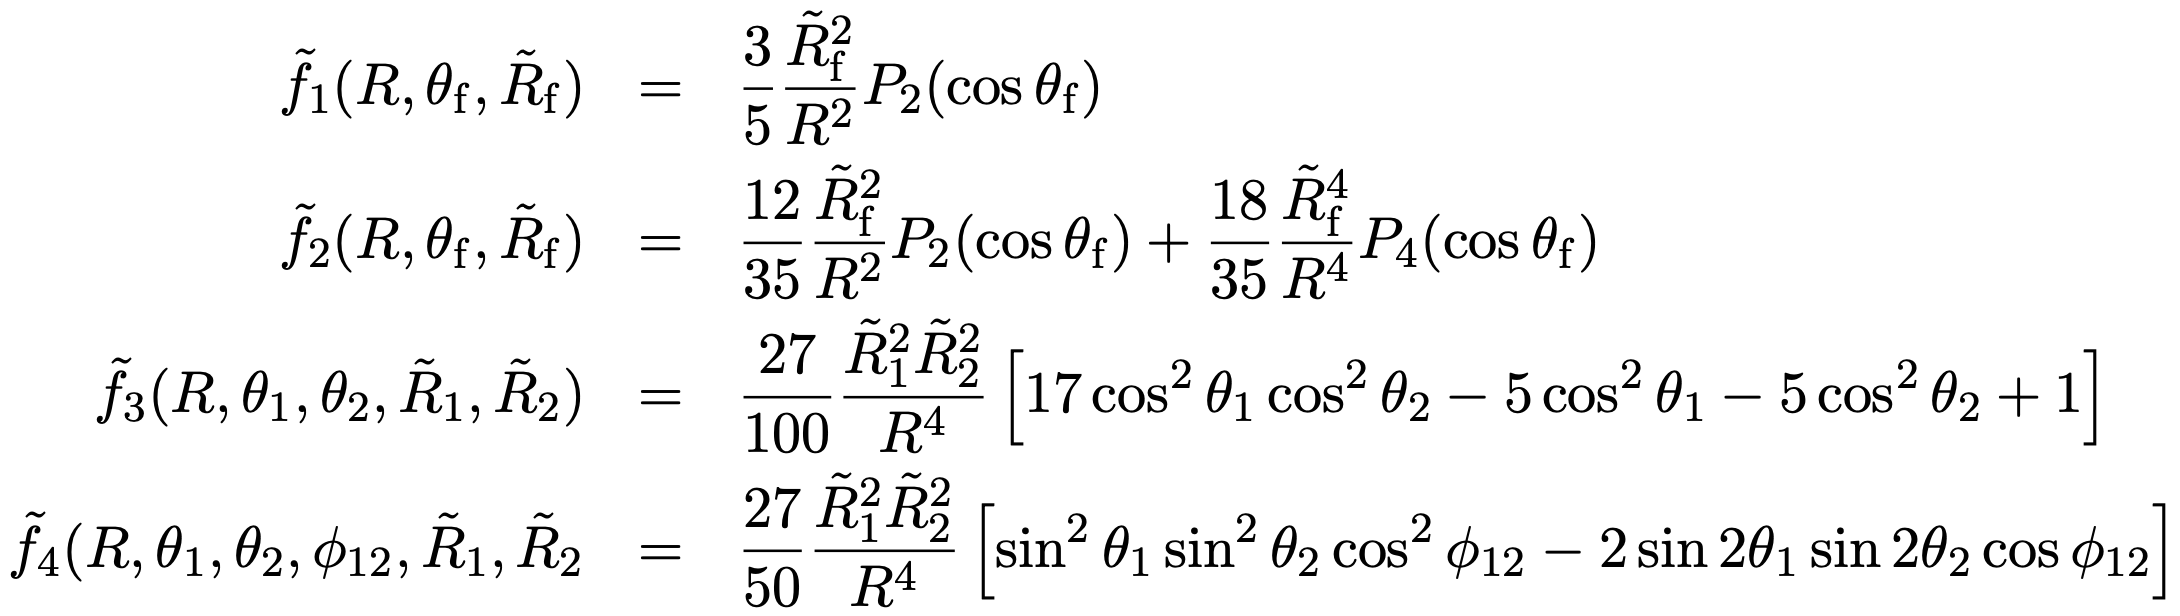 f̃₁(R, θ_f, R̃_f) = 3/5 R̃_f²/R² P₂(cos θ_f)
f̃₂(R, θ_f, R̃_f) = 12/35 R̃_f²/R² P₂(cos θ_f) + 18/35 R̃_f⁴/R⁴ P₄(cos θ_f)
f̃₃(R, θ₁, θ₂, R̃₁, R̃₂) = 27/100 R̃₁²R̃₂²/R⁴ [17 cos² θ₁ cos² θ₂ − 5 cos² θ₁ − 5 cos² θ₂ + 1]
f̃₄(R, θ₁, θ₂, ϕ₁₂, R̃₁, R̃₂ = 27/50 R̃₁²R̃₂²/R⁴ [sin² θ₁ sin² θ₂ cos² ϕ₁₂ − 2 sin 2θ₁ sin 2θ₂ cos ϕ₁₂]